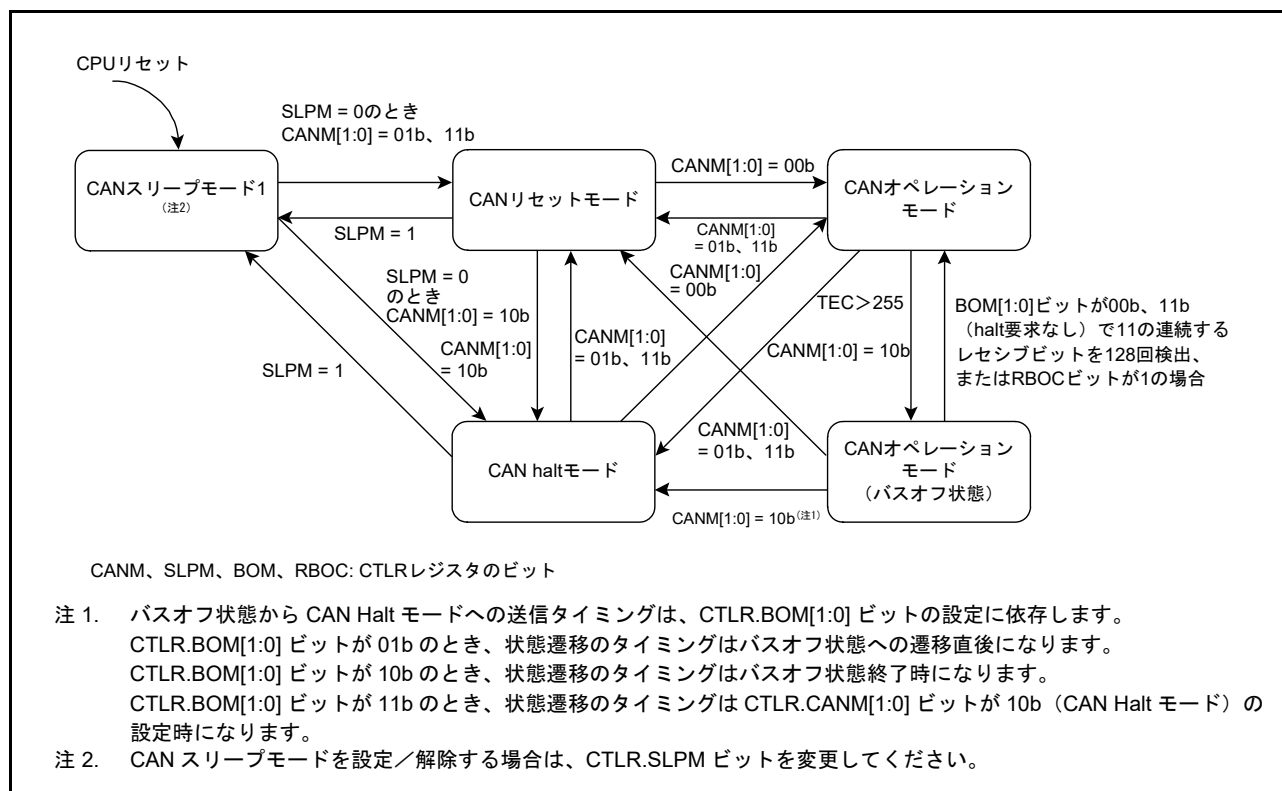 CPUリセット
SLPM = 0のとき
CANM[1:0] = 01b、11b
CANスリープモード1
(注2)
CANリセットモード
CANM[1:0] = 00b
CANオペレーション
モード
SLPM = 1
CANM[1:0]
= 01b、11b
CANM[1:0]
= 00b
SLPM = 0
のとき
CANM[1:0] = 10b
CANM[1:0]
= 10b
CANM[1:0]
= 01b、11b
TEC＞255
CANM[1:0] = 10b
BOM[1:0]ビットが00b、11b
（halt要求なし）で11の連続する
レセシブビットを128回検出、
またはRBOCビットが1の場合
SLPM = 1
CAN haltモード
CANM[1:0]
= 01b、11b
CANオペレーション
モード
（バスオフ状態）
CANM[1:0] = 10b(注1)
CANM、SLPM、BOM、RBOC: CTLRレジスタのビット
注 1. バスオフ状態から CAN Halt モードへの送信タイミングは、CTLR.BOM[1:0] ビットの設定に依存します。
CTLR.BOM[1:0] ビットが 01b のとき、状態遷移のタイミングはバスオフ状態への遷移直後になります。
CTLR.BOM[1:0] ビットが 10b のとき、状態遷移のタイミングはバスオフ状態終了時になります。
CTLR.BOM[1:0] ビットが 11b のとき、状態遷移のタイミングは CTLR.CANM[1:0] ビットが 10b（CAN Halt モード）の
設定時になります。
注 2. CAN スリープモードを設定／解除する場合は、CTLR.SLPM ビットを変更してください。